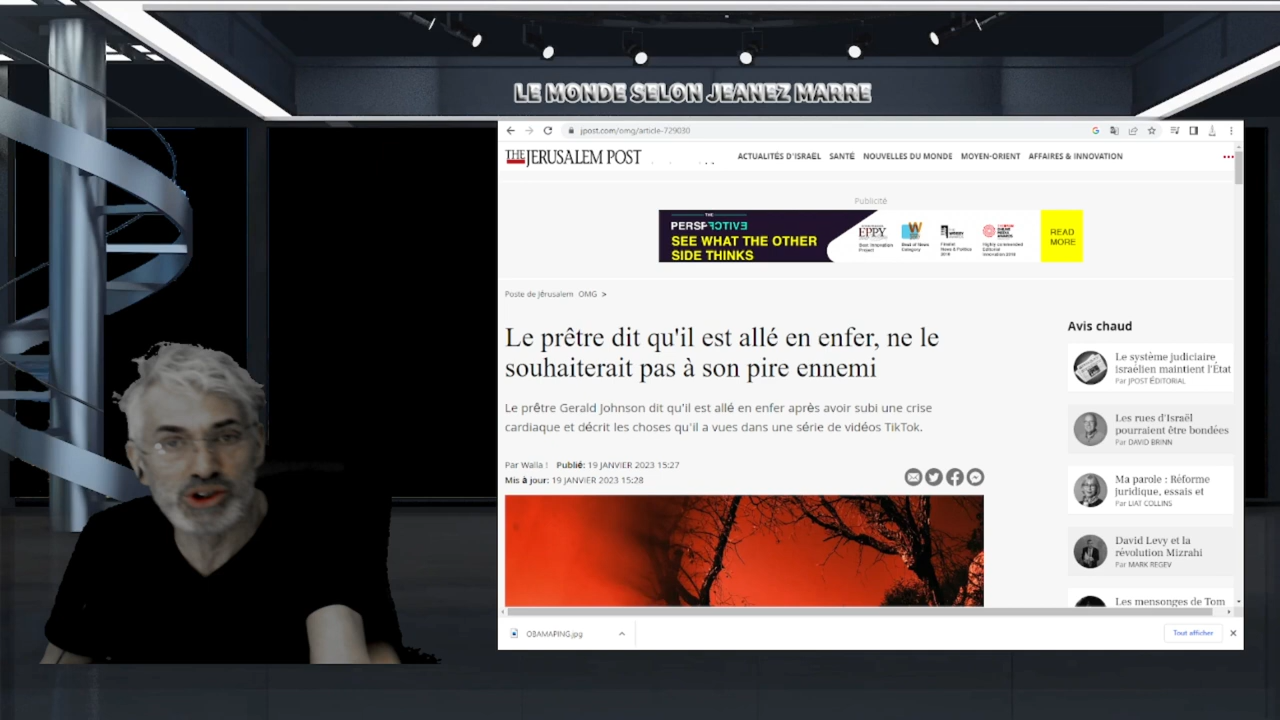 LE MONDE SELON JEANEZ MARRE
jpost.com/omg/article-729030
THE JERUSALEM POST
ACTUALITÉS D'ISRAËL SANTÉ NOUVELLES DU MONDE MOYEN-ORIENT AFFAIRES & INNOVATION
Publicité
THE
PERSPECTIVE
SEE WHAT THE OTHER
SIDE THINKS
EPPY
READ
MORE
Poste de Jérusalem OMG >
Le prêtre dit qu'il est allé en enfer, ne le
souhaiterait pas à son pire ennemi
Le prêtre Gerald Johnson dit qu'il est allé en enfer après avoir subi une crise
cardiaque et décrit les choses qu'il a vues dans une série de vidéos TikTok.
Par Walla ! Publié: 19 JANVIER 2023 15:27
Mis à jour: 19 JANVIER 2023 15:28
Avis chaud
Le système judiciaire
israélien maintient l'État
Par JPOST ÉDITORIAL
Les rues d'Israël
pourraient être bondées
Par DAVID BRINN
Ma parole : Réforme
juridique, essais et
Par LIAT COLLINS
David Levy et la
révolution Mizrahi
Par MARK REGEV
Les mensonges de Tom
OBAMAPING.jpg
Tout afficher